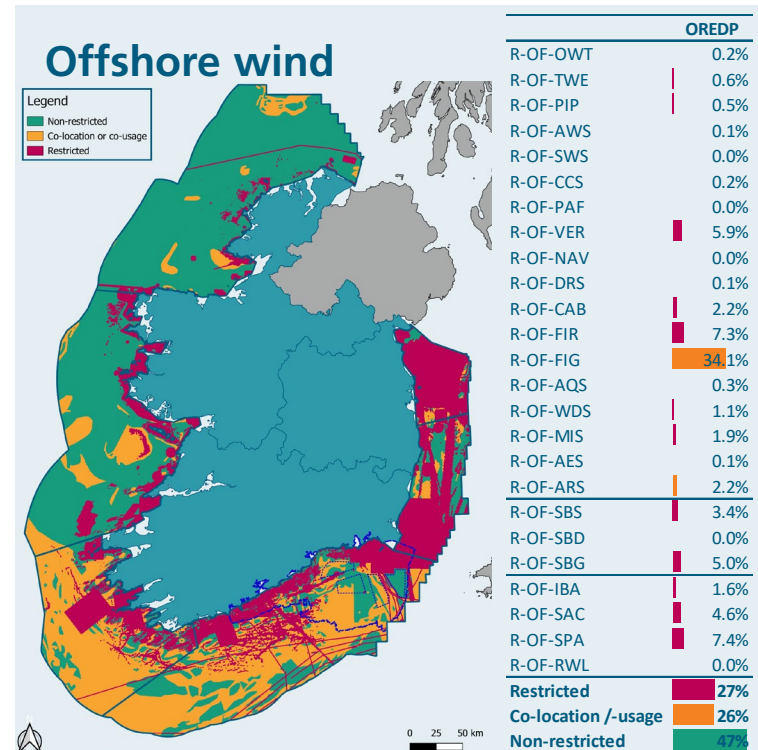 Offshore wind
Legend
Non-restricted
Co-location or co-usage
Restricted
0 25 50 km
OREDP
R-OF-OWT 0.2%
R-OF-TWE 0.6%
R-OF-PIP 0.5%
R-OF-AWS 0.1%
R-OF-SWS 0.0%
R-OF-CCS 0.2%
R-OF-PAF 0.0%
R-OF-VER 5.9%
R-OF-NAV 0.0%
R-OF-DRS 0.1%
R-OF-CAB 2.2%
R-OF-FIR 7.3%
R-OF-FIG 34.1%
R-OF-AQS 0.3%
R-OF-WDS 1.1%
R-OF-MIS 1.9%
R-OF-AES 0.1%
R-OF-ARS 2.2%
R-OF-SBS 3.4%
R-OF-SBD 0.0%
R-OF-SBG 5.0%
R-OF-IBA 1.6%
R-OF-SAC 4.6%
R-OF-SPA 7.4%
R-OF-RWL 0.0%
Restricted 27%
Co-location /-usage 26%
Non-restricted 47%